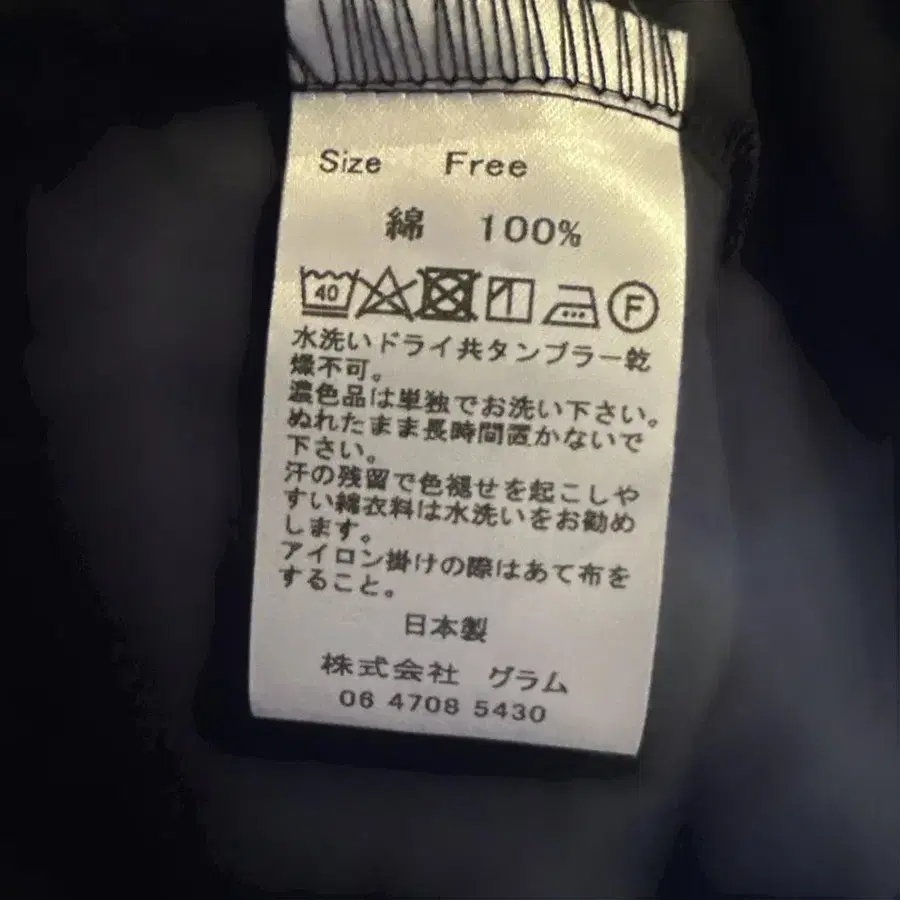 Size Free
綿 100%
40 F
水洗いドライ共タンブラー乾
燥不可。
濃色品は単独でお洗い下さい。
ぬれたまま長時間置かないで
下さい。
汗の残留で色褪せを起こしや
すい綿衣料は水洗いをお勧め
します。
アイロン掛けの際はあて布を
すること。
日本製
株式会社 グラム
06 4708 5430